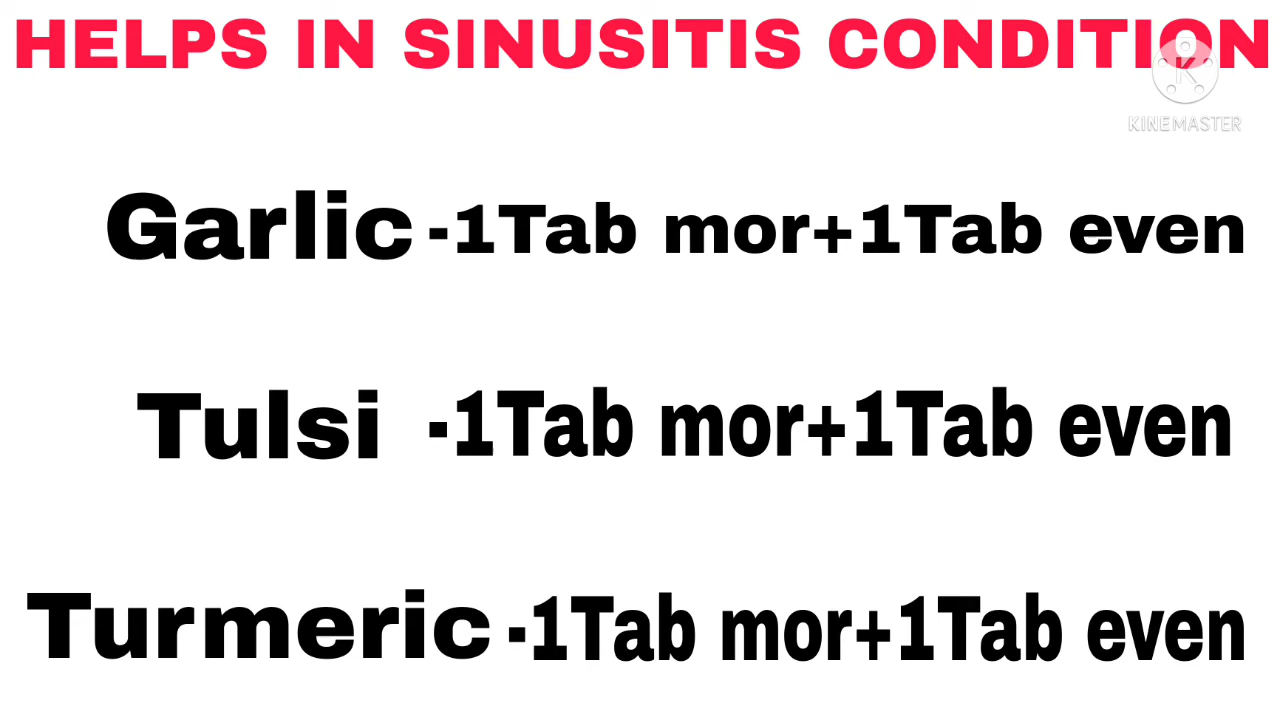 HELPS IN SINUSITIS CONDITION
KINEMASTER
Garlic -1Tab mor+1Tab even
Tulsi -1Tab mor+1Tab even
Turmeric -1Tab mor+1Tab even